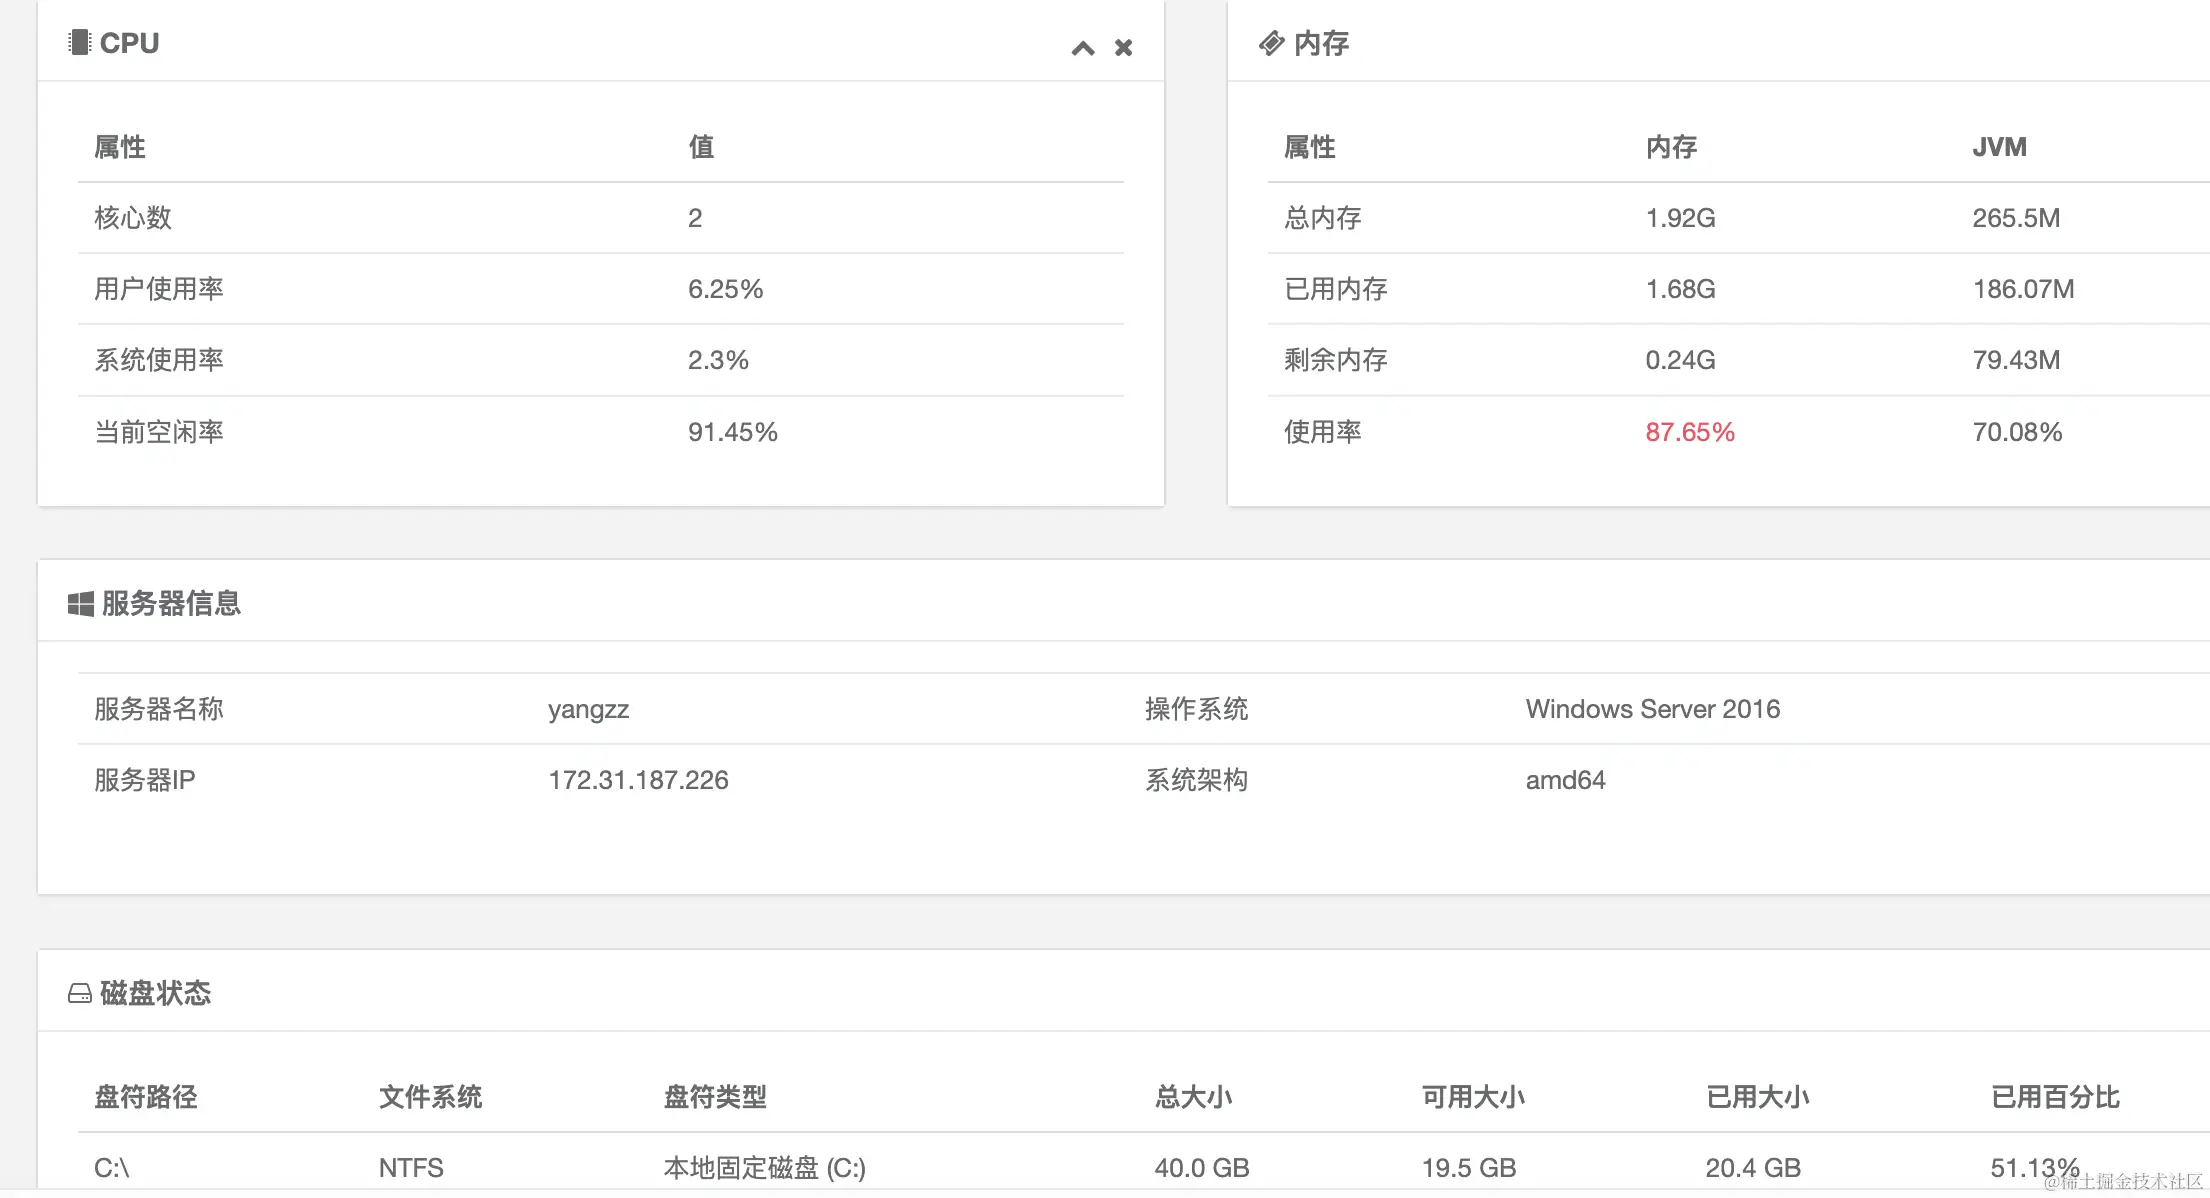 CPU
属性 值
核心数 2
用户使用率 6.25%
系统使用率 2.3%
当前空闲率 91.45%
内存
属性 内存 JVM
总内存 1.92G 265.5M
已用内存 1.68G 186.07M
剩余内存 0.24G 79.43M
使用率 87.65% 70.08%
服务器信息
服务器名称 yangzz 操作系统 Windows Server 2016
服务器IP 172.31.187.226 系统架构 amd64
磁盘状态
盘符路径 文件系统 盘符类型 总大小 可用大小 已用大小 已用百分比
C:\ NTFS 本地固定磁盘 (C:) 40.0 GB 19.5 GB 20.4 GB 51.13%
@稀土掘金技术社区